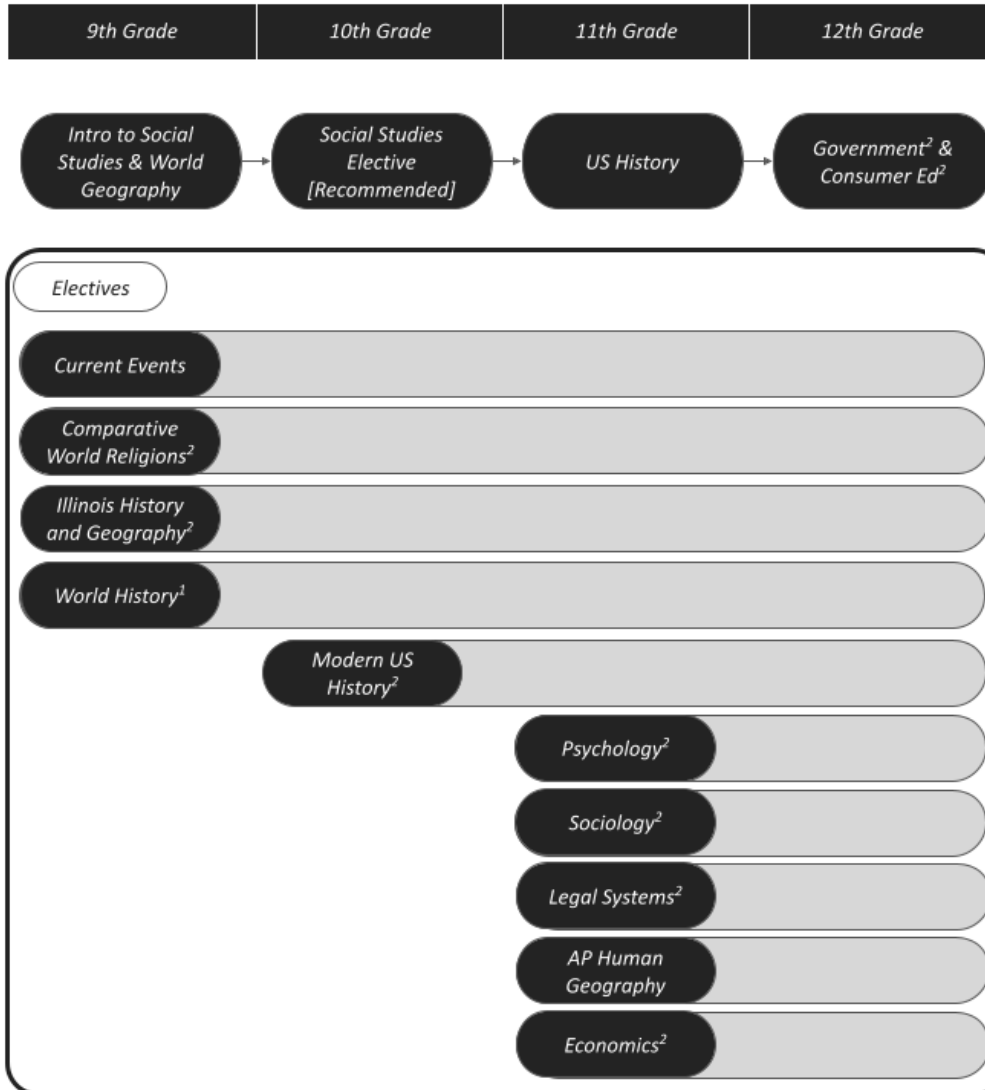 9th Grade
10th Grade
11th Grade
12th Grade
Intro to Social
Studies & World
Geography
Social Studies
Elective
[Recommended]
US History
Government² &
Consumer Ed²
Electives
Current Events
Comparative
World Religions²
Illinois History
and Geography²
World History¹
Modern US
History²
Psychology²
Sociology²
Legal Systems²
AP Human
Geography
Economics²